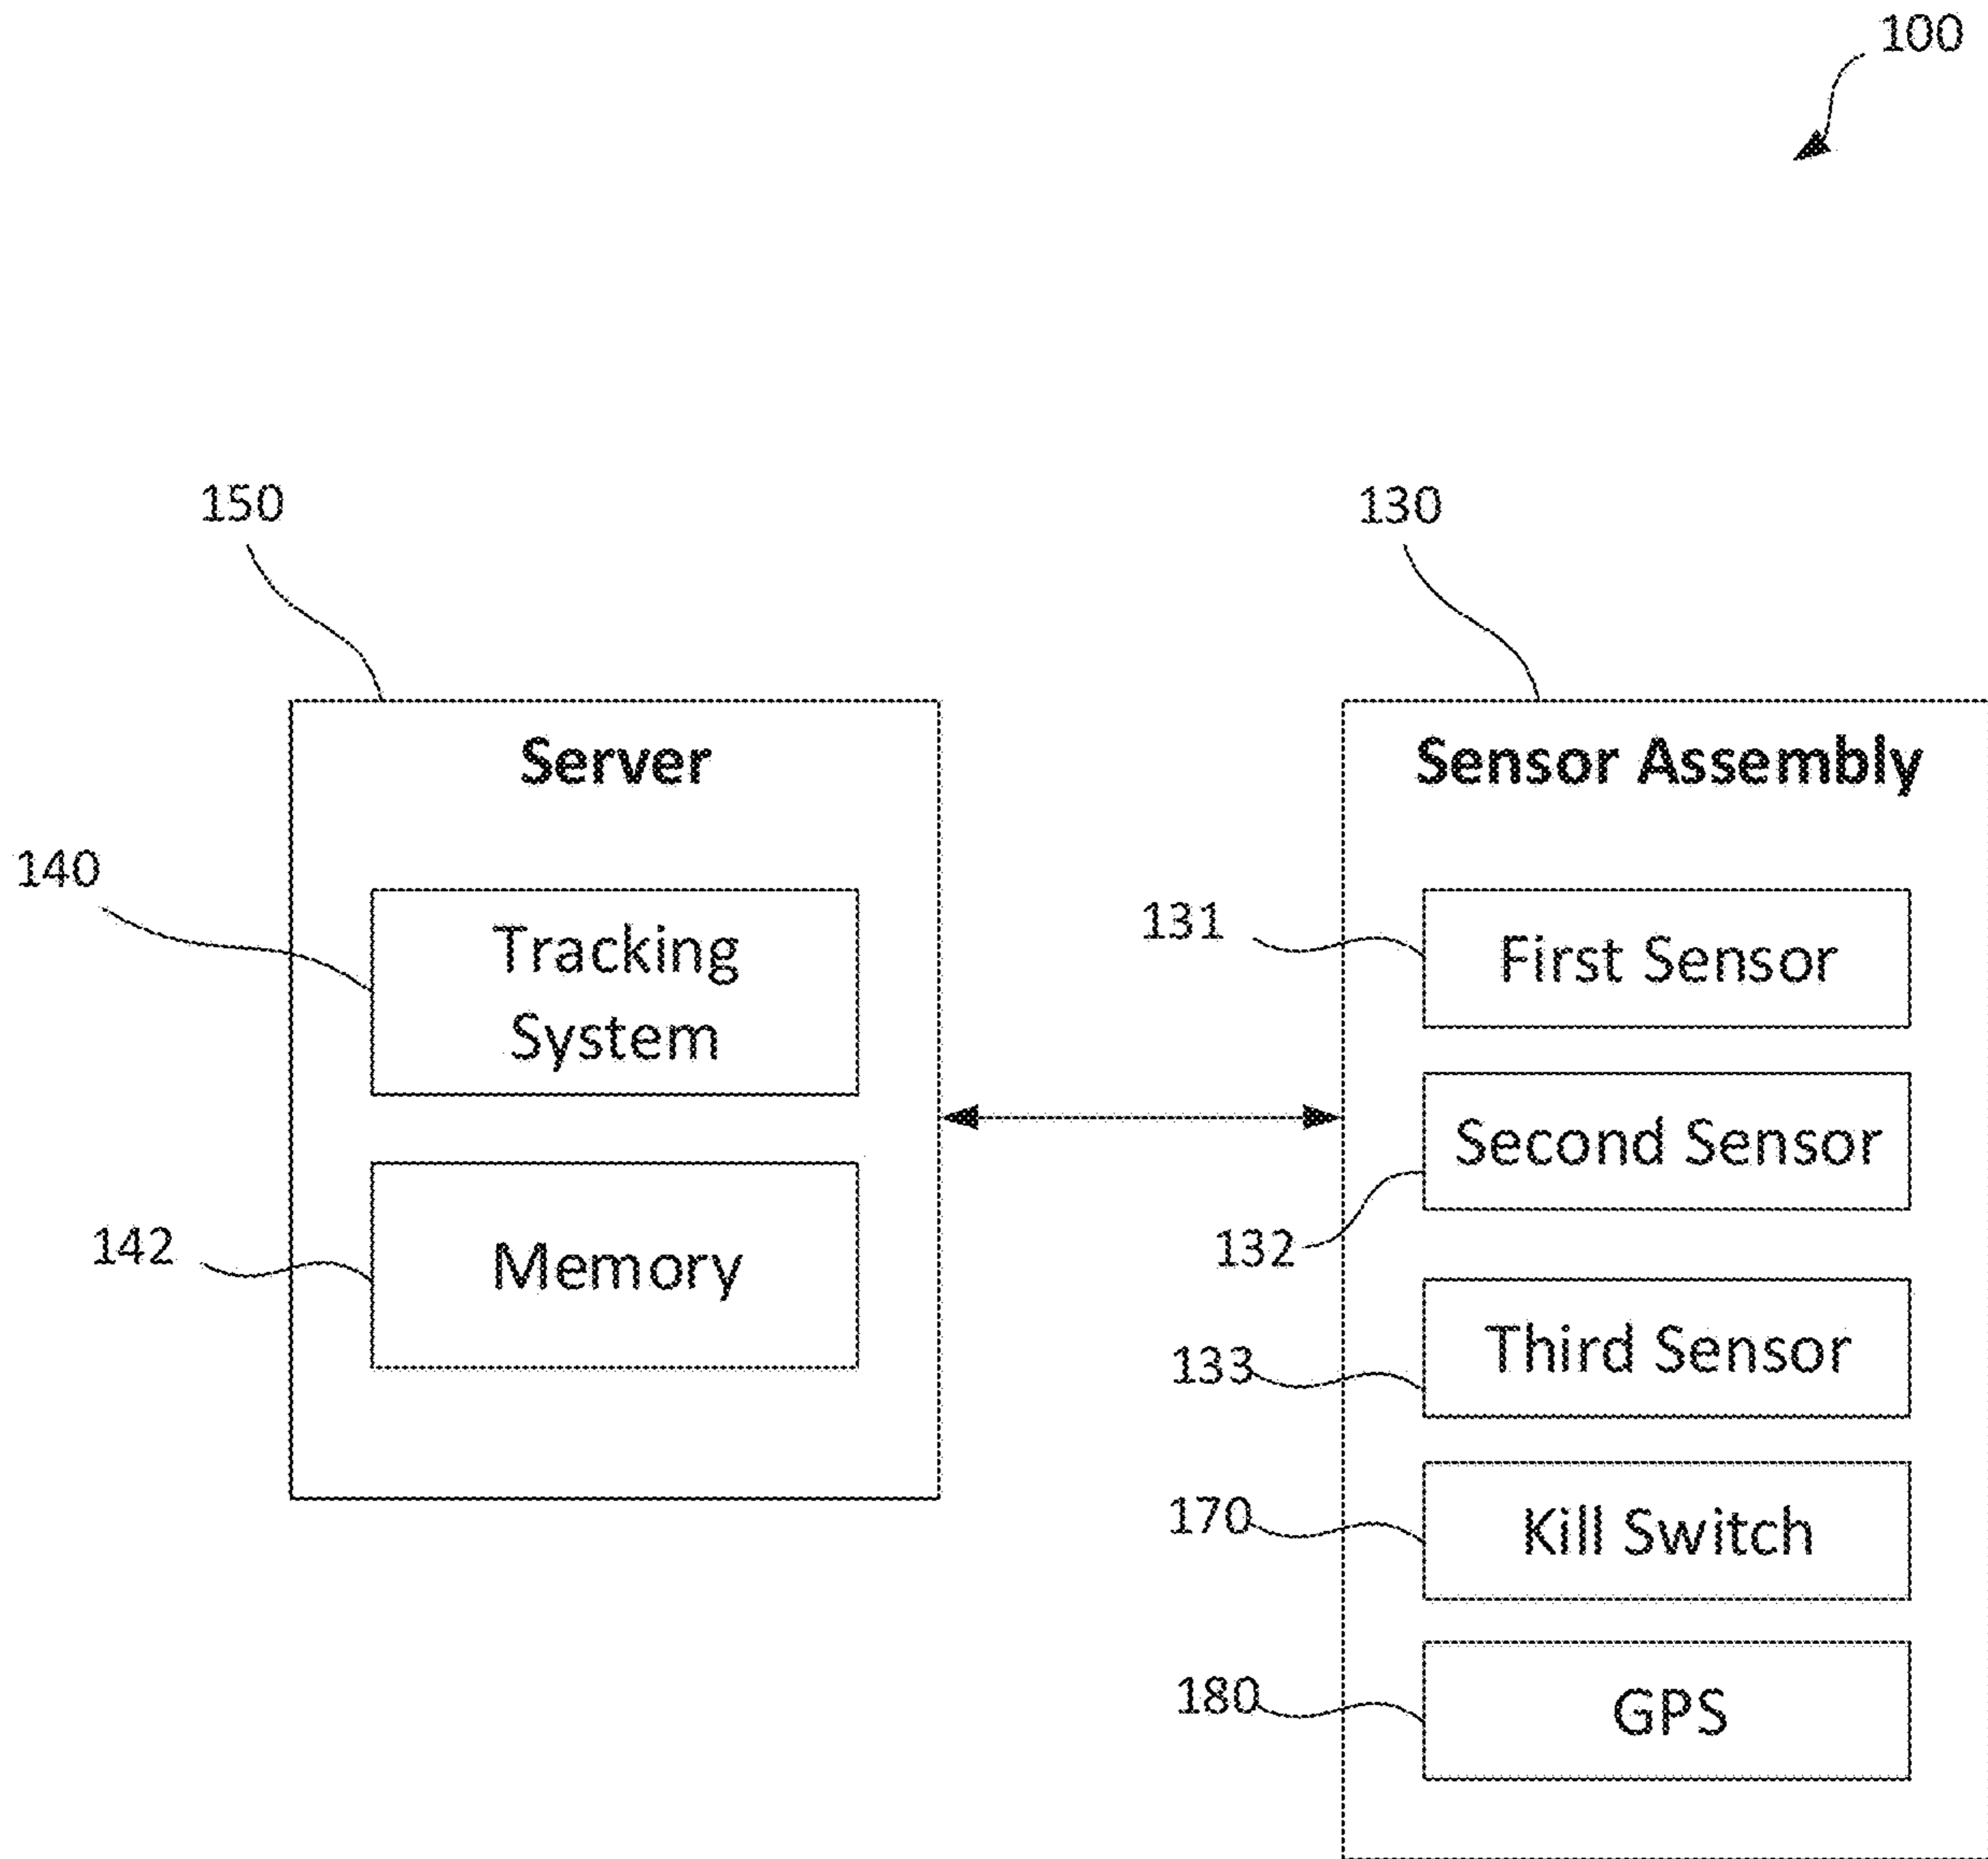 100
150
130
Server
Sensor Assembly
140
Tracking
System
131
First Sensor
Second Sensor
132
142
Memory
133
Third Sensor
170
Kill Switch
180
GPS